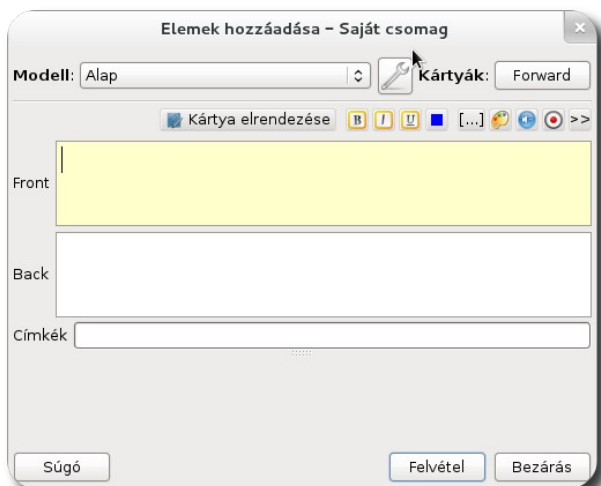 Elemek hozzáadása - Saját csomag
Modell: Alap Kártyák: Forward
Kártya elrendezése B I U [...] >>
Front
Back
Címkék
Súgó Felvétel Bezárás